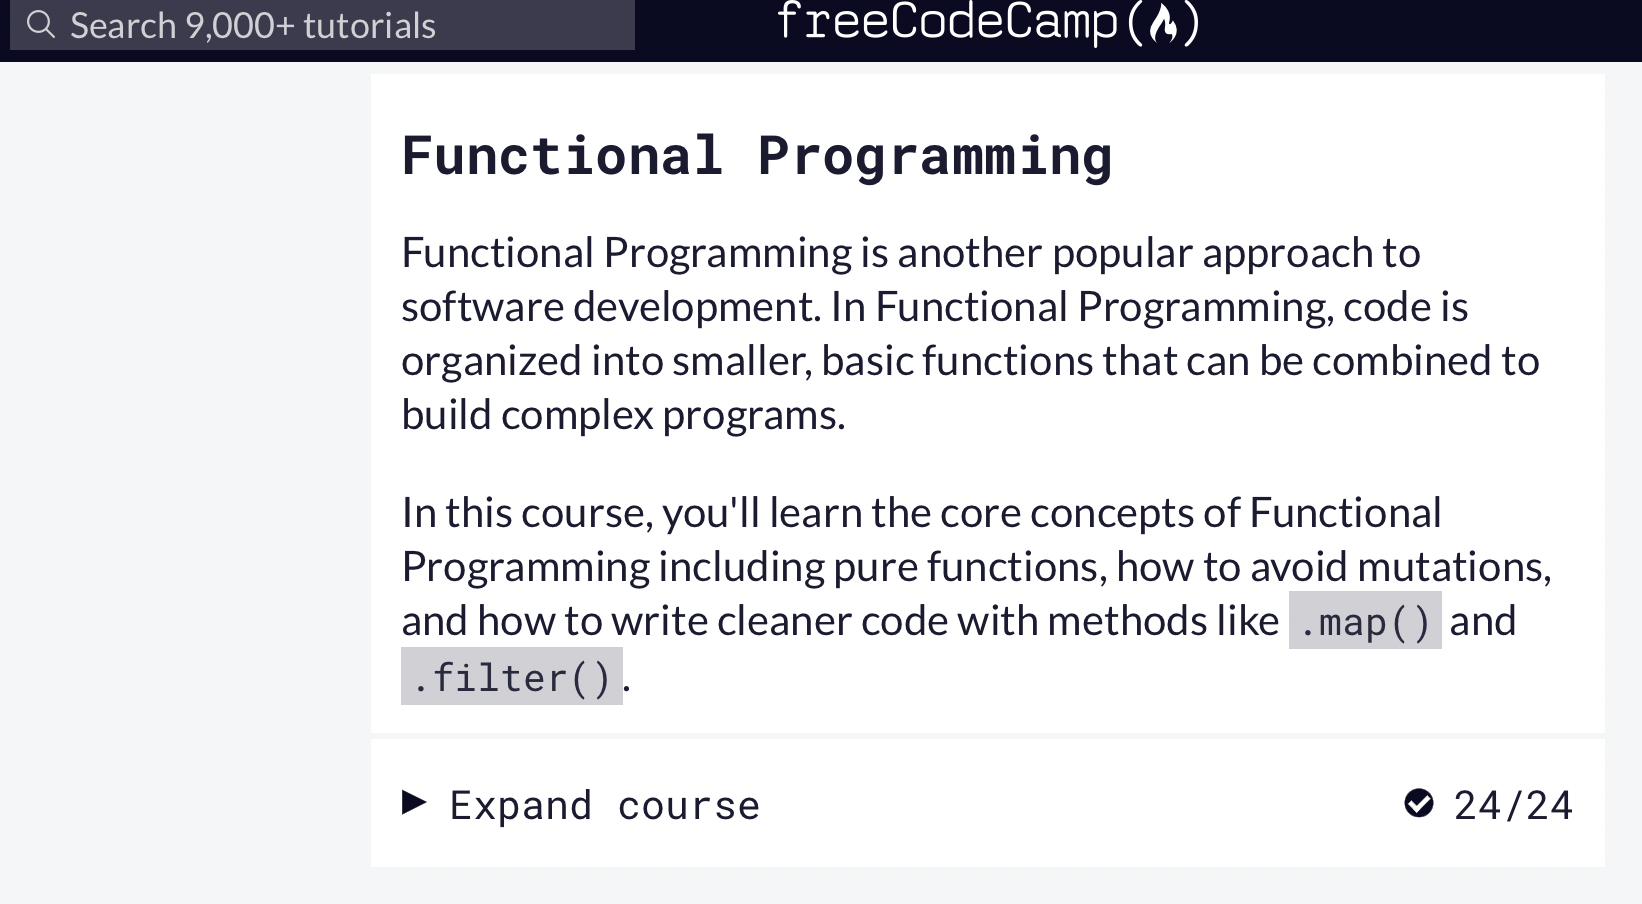 Search 9,000+ tutorials
freeCodeCamp(🔥)
Functional Programming
Functional Programming is another popular approach to
software development. In Functional Programming, code is
organized into smaller, basic functions that can be combined to
build complex programs.
In this course, you'll learn the core concepts of Functional
Programming including pure functions, how to avoid mutations,
and how to write cleaner code with methods like .map() and
.filter().
Expand course
24/24